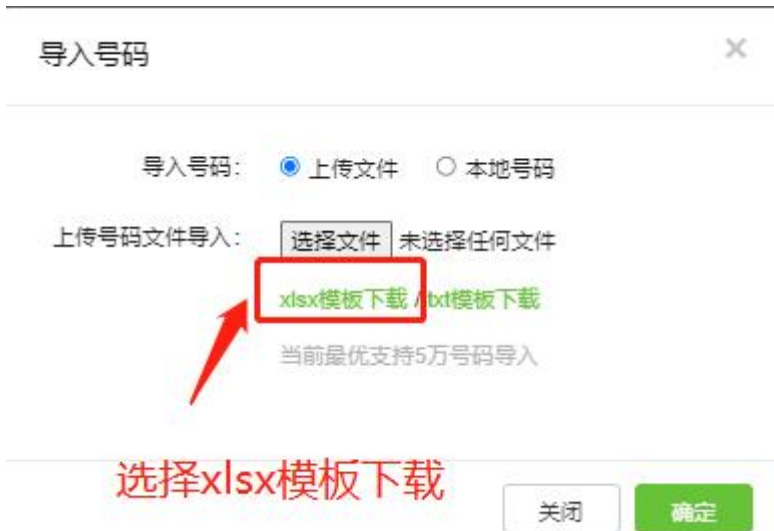 导入号码
导入号码： 上传文件 本地号码
上传号码文件导入： 选择文件 未选择任何文件
xlsx模板下载 / txt模板下载
当前最优支持5万号码导入
选择xlsx模板下载
关闭 确定